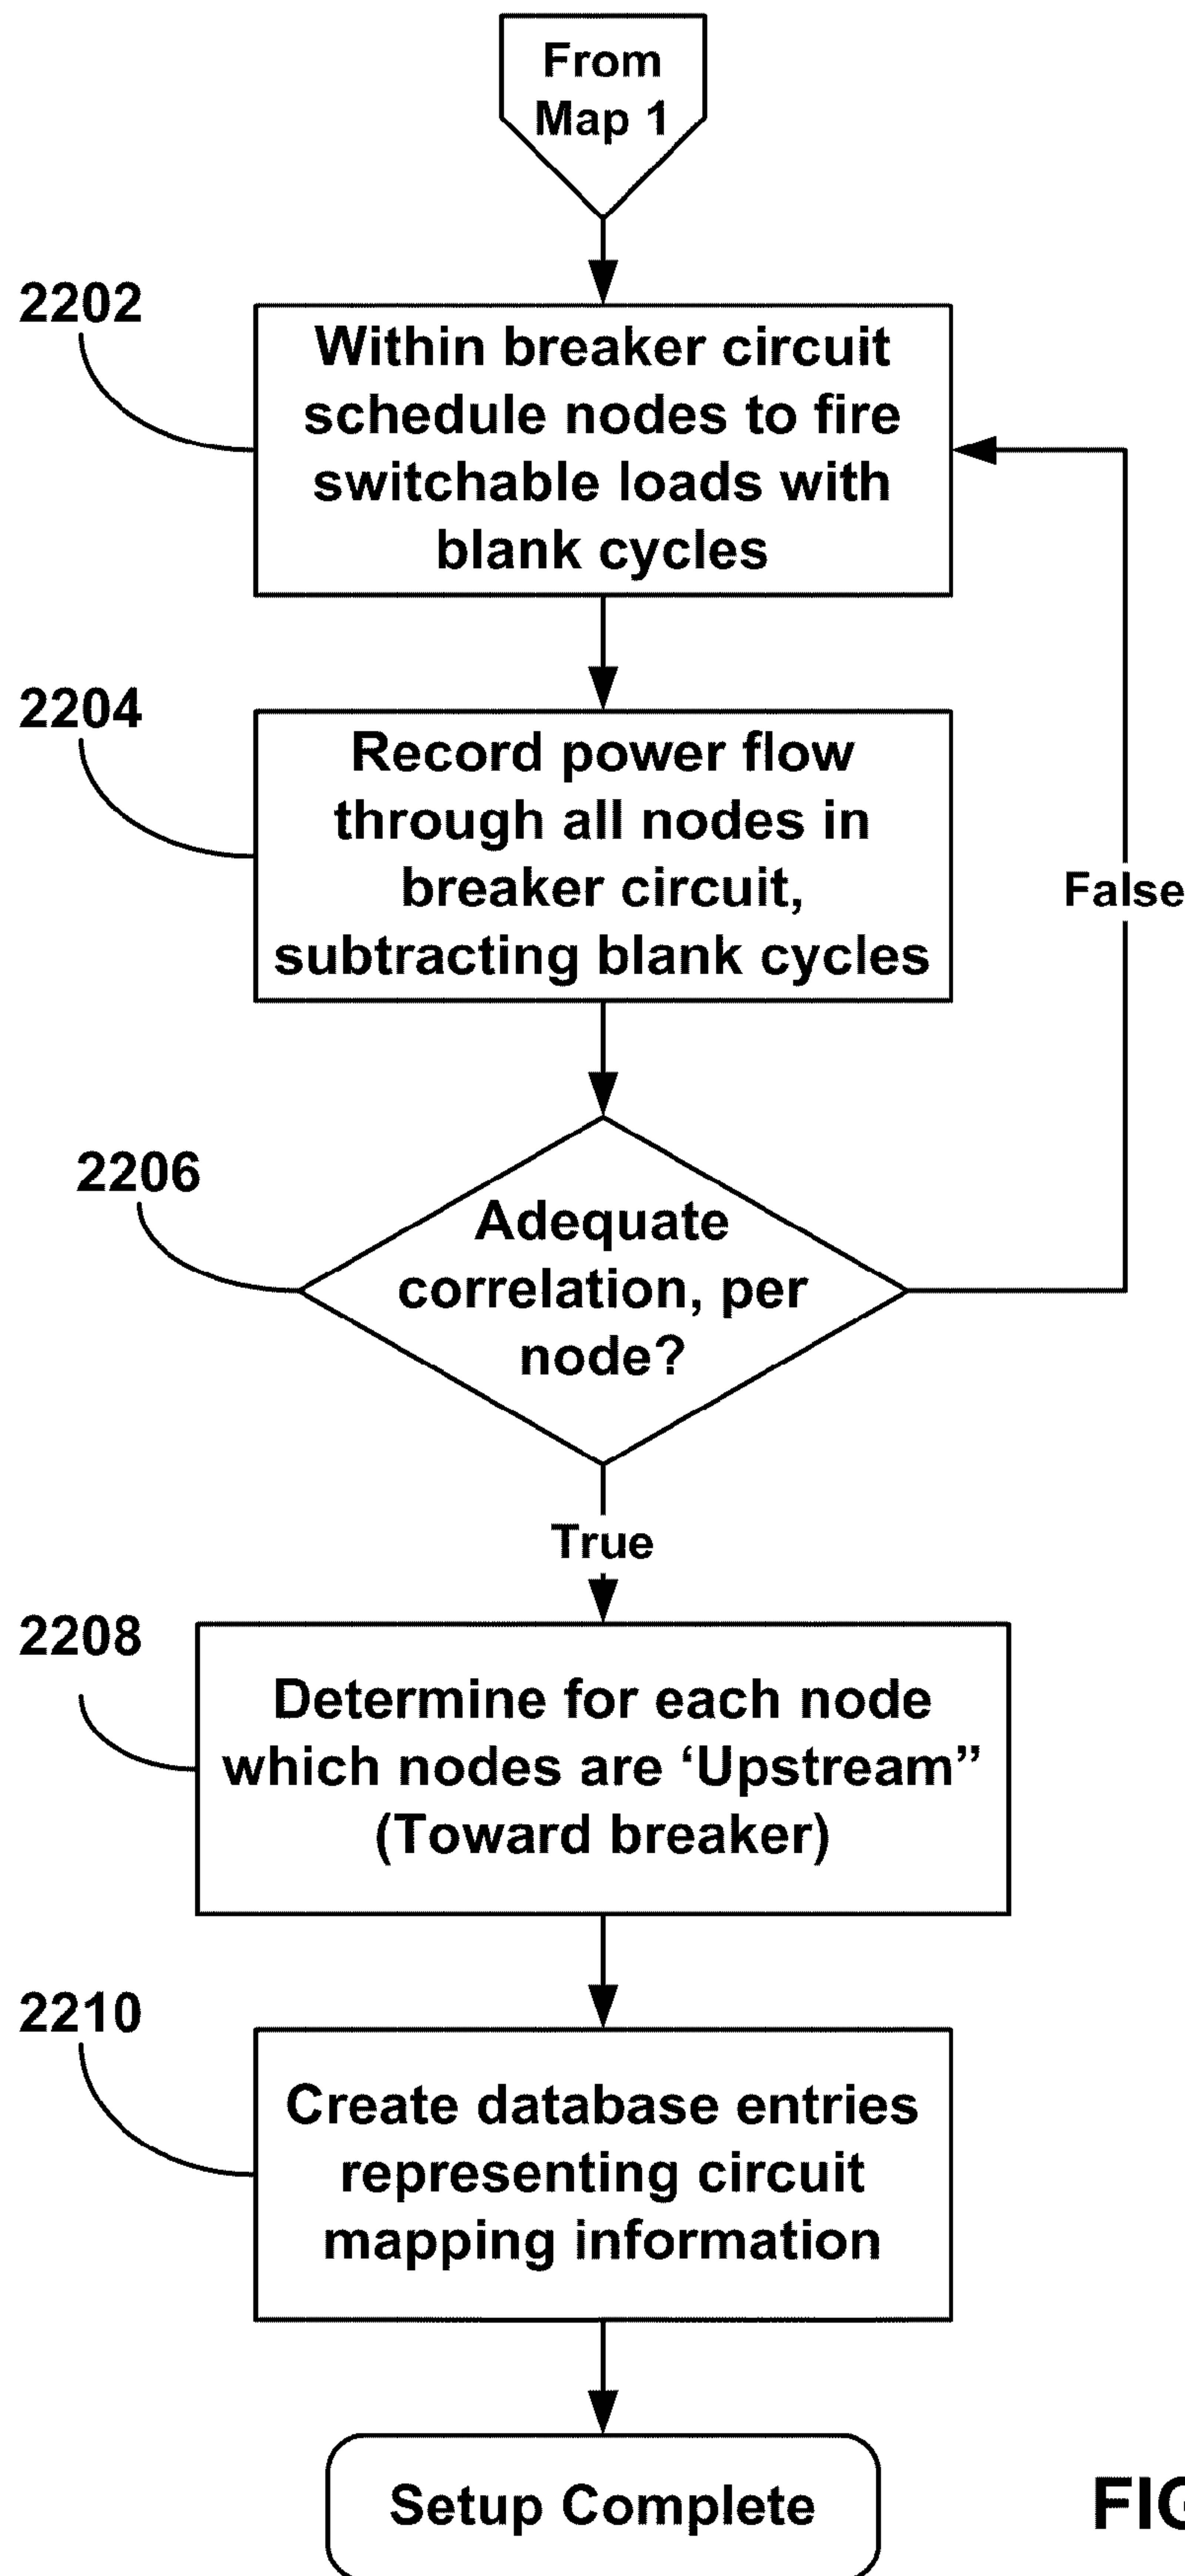 From
Map 1
2202
Within breaker circuit
schedule nodes to fire
switchable loads with
blank cycles
2204
Record power flow
through all nodes in
breaker circuit,
subtracting blank cycles
False
2206
Adequate
correlation, per
node?
True
2208
Determine for each node
which nodes are ‘Upstream”
(Toward breaker)
2210
Create database entries
representing circuit
mapping information
Setup Complete